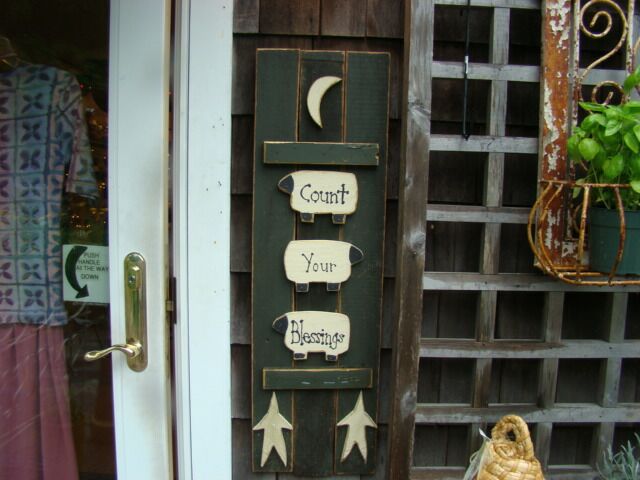 Count
Your
Blessings
PUSH
HANDLE
ALL THE WAY
DOWN